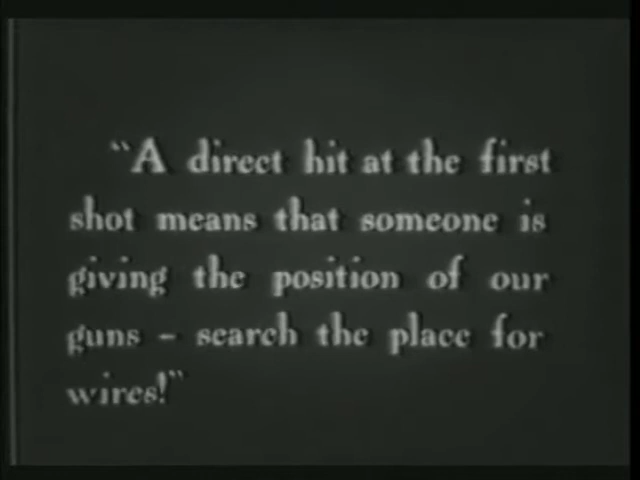 “A direct hit at the first
shot means that someone is
giving the position of our
guns – search the place for
wires!”